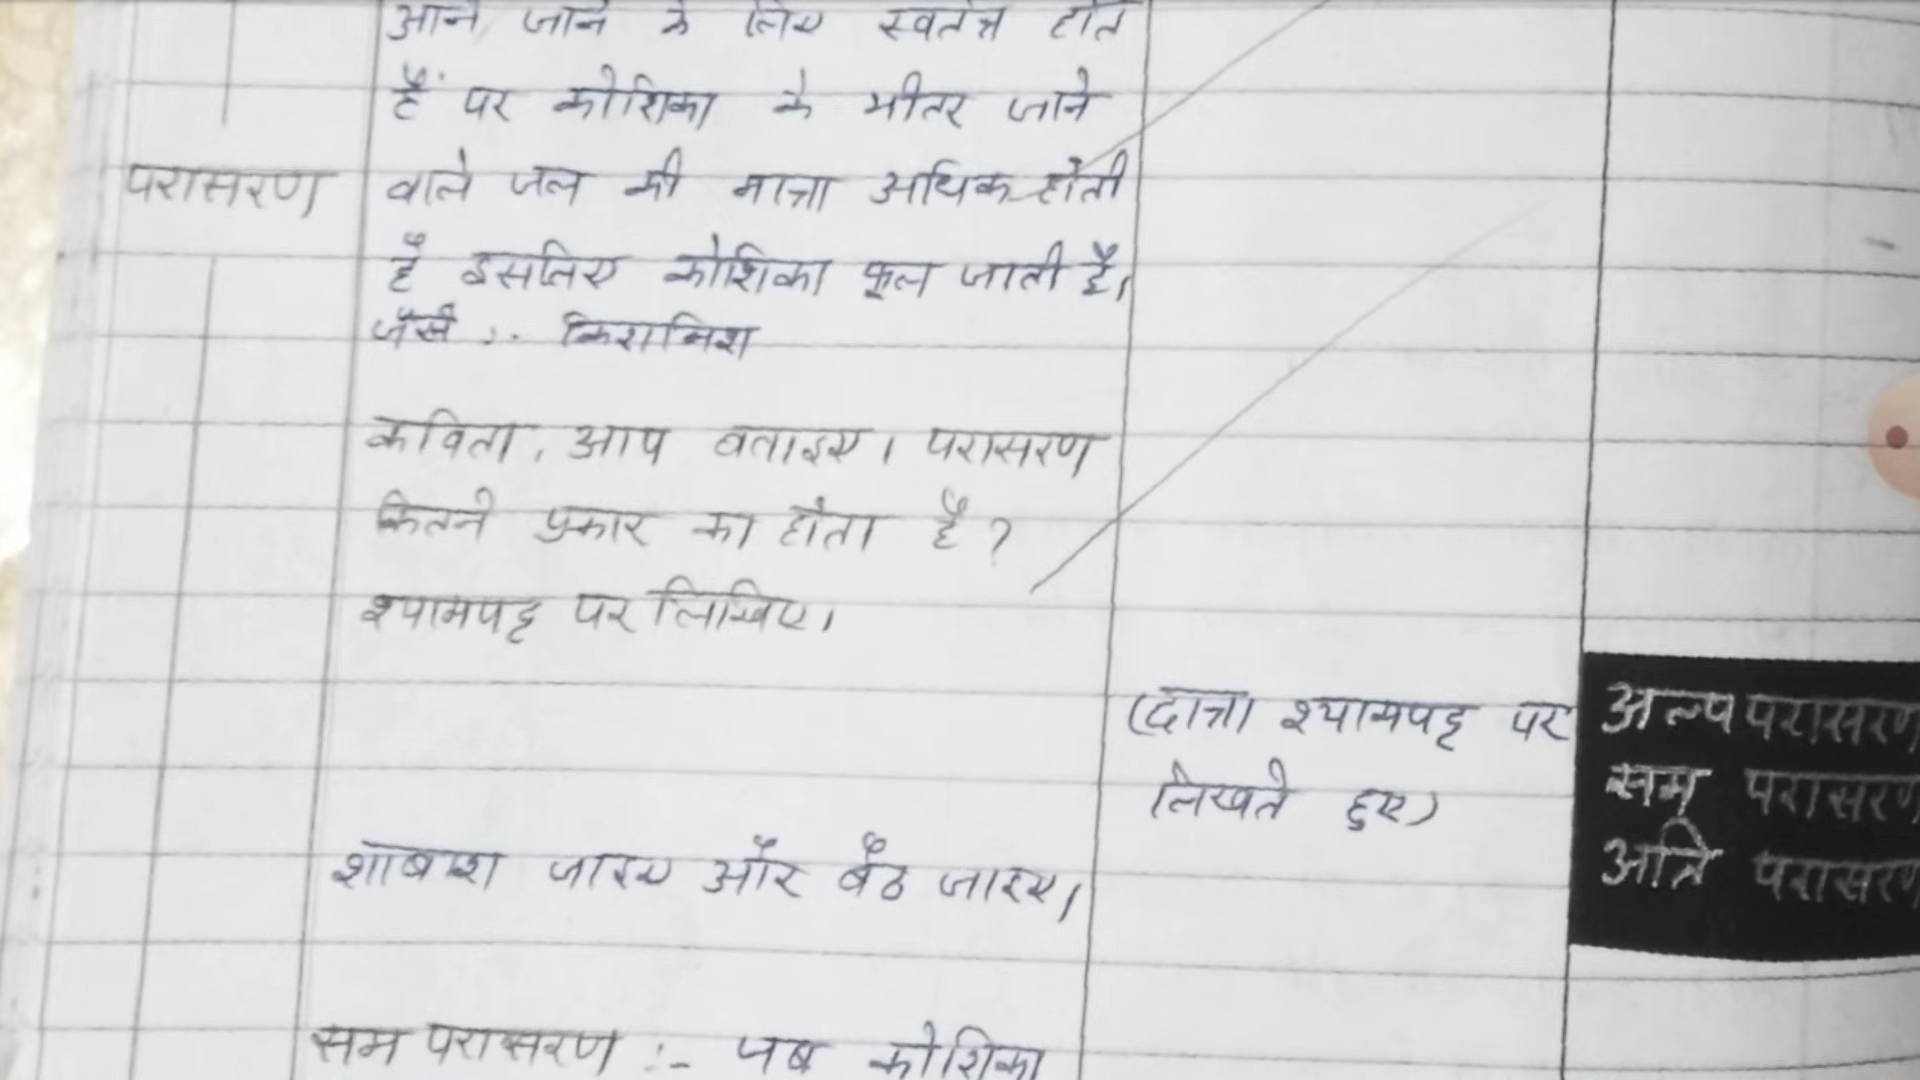 आने जाने के लिए स्वतंत्र होते
हैं पर कोशिका के भीतर जाने
परासरण
वाले जल की मात्रा अधिक होती
है इसलिए कोशिका फूल जाती है।
जैसे :- किशमिश
कविता, आप बताइए। परासरण
कितने प्रकार का होता है?
श्यामपट्ट पर लिखिए।
(छात्रा श्यामपट्ट पर
लिखते हुए)
अल्प परासरण
सम परासरण
अति परासरण
शाबाश जाइए और बैठ जाइए।
सम परासरण :- जब कोशिका